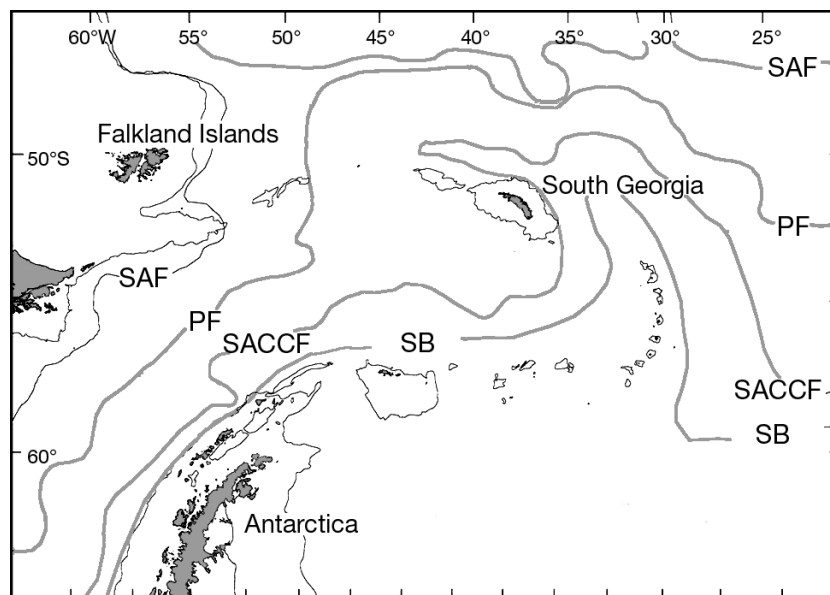 60°W 55° 50° 45° 40° 35° 30° 25°
SAF
Falkland Islands
50°S
South Georgia
PF
SAF
PF
SACCF
SB
SACCF
SB
60°
Antarctica